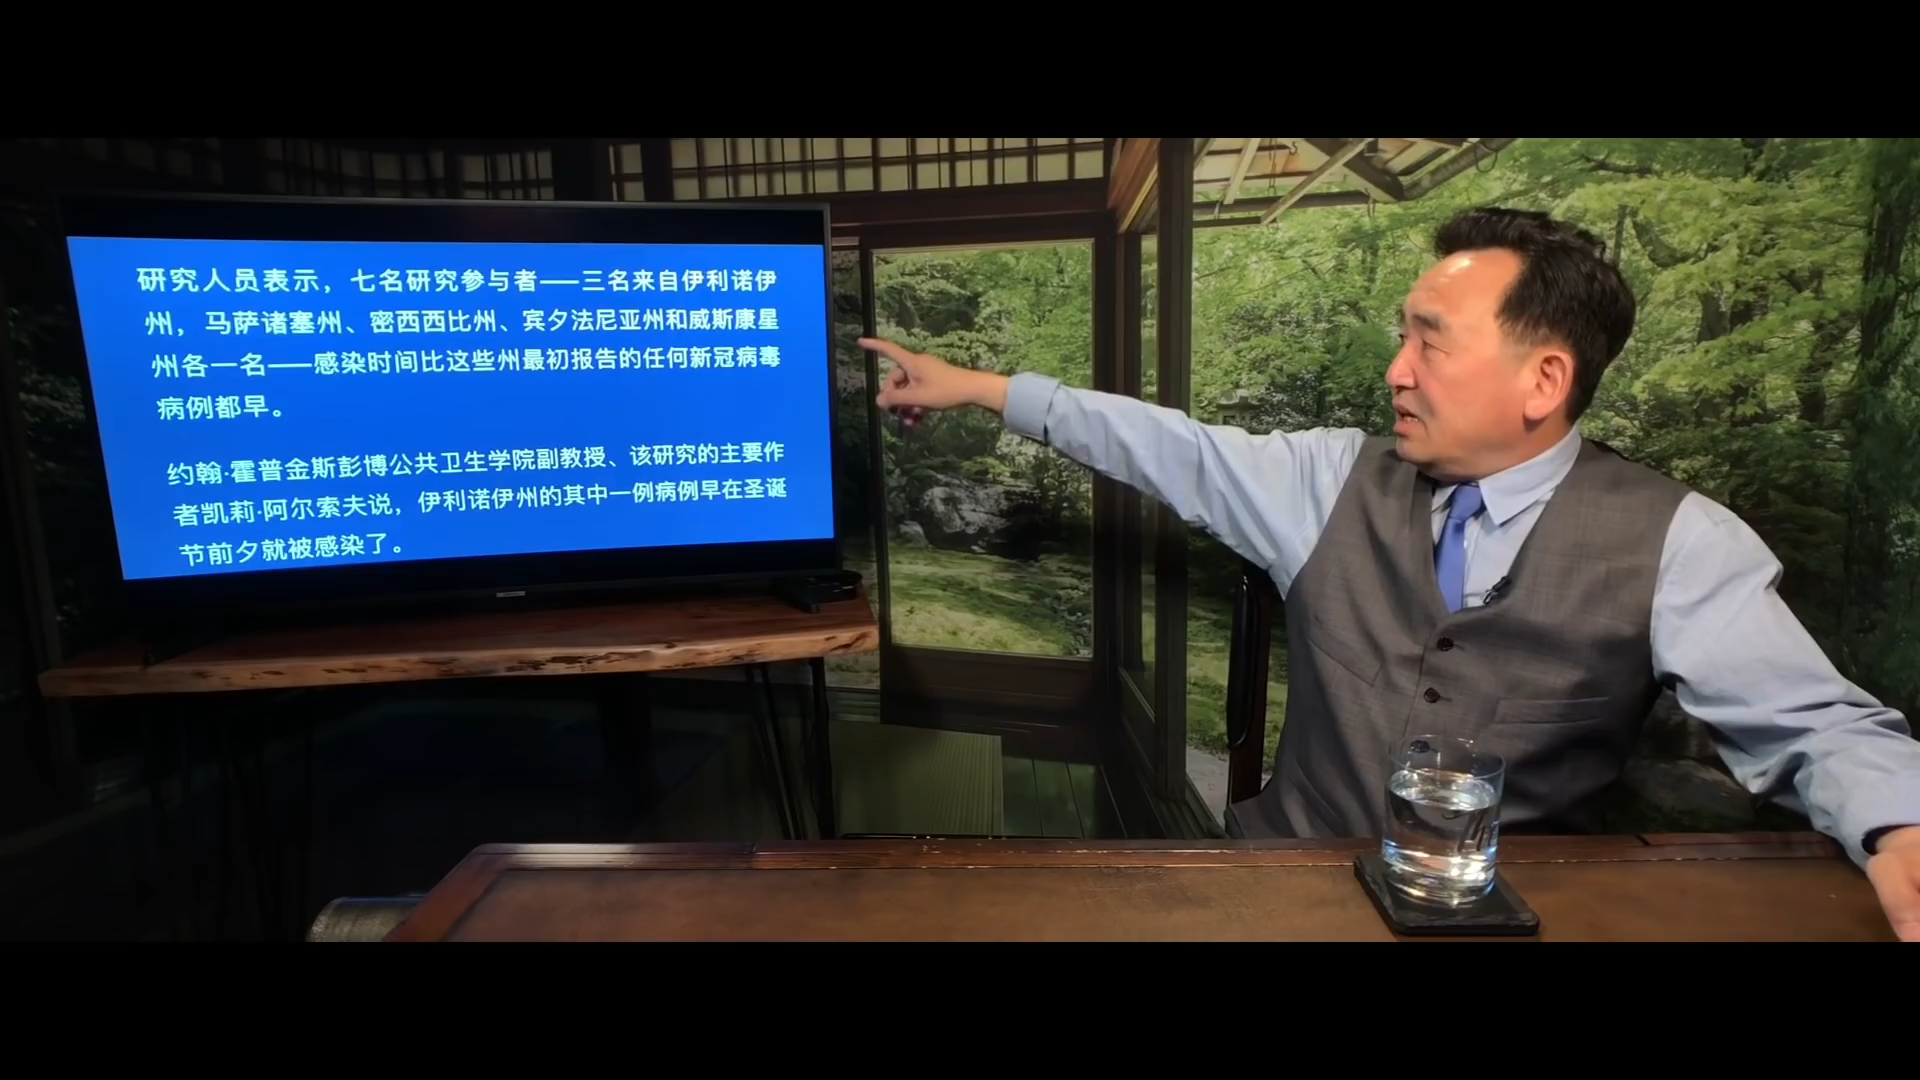 研究人员表示，七名研究参与者——三名来自伊利诺伊
州，马萨诸塞州、密西西比州、宾夕法尼亚州和威斯康星
州各一名——感染时间比这些州最初报告的任何新冠病毒
病例都早。
约翰·霍普金斯彭博公共卫生学院副教授、该研究的主要作
者凯莉·阿尔索夫说，伊利诺伊州的其中一例病例早在圣诞
节前夕就被感染了。